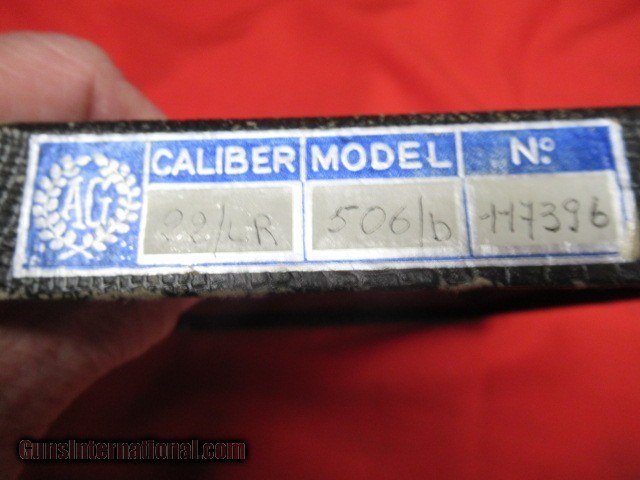 AG
CALIBER MODEL Nº
22/LR 506/b 117396
GunsInternational.com